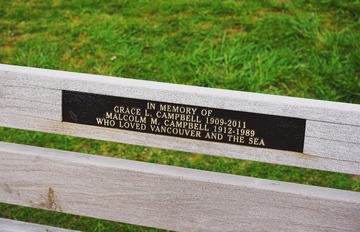 IN MEMORY OF
GRACE L. CAMPBELL 1909-2011
MALCOLM M. CAMPBELL 1912-1989
WHO LOVED VANCOUVER AND THE SEA